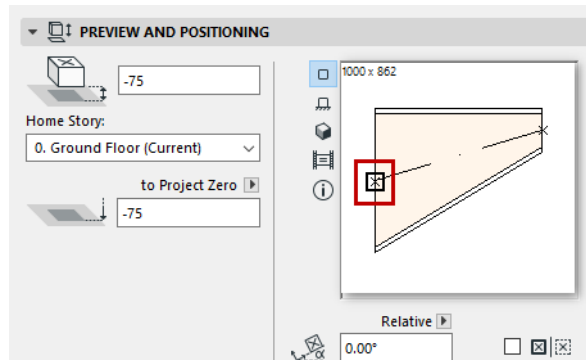 PREVIEW AND POSITIONING
-75
Home Story:
0. Ground Floor (Current)
to Project Zero
-75
1000 x 862
Relative
α
0.00°